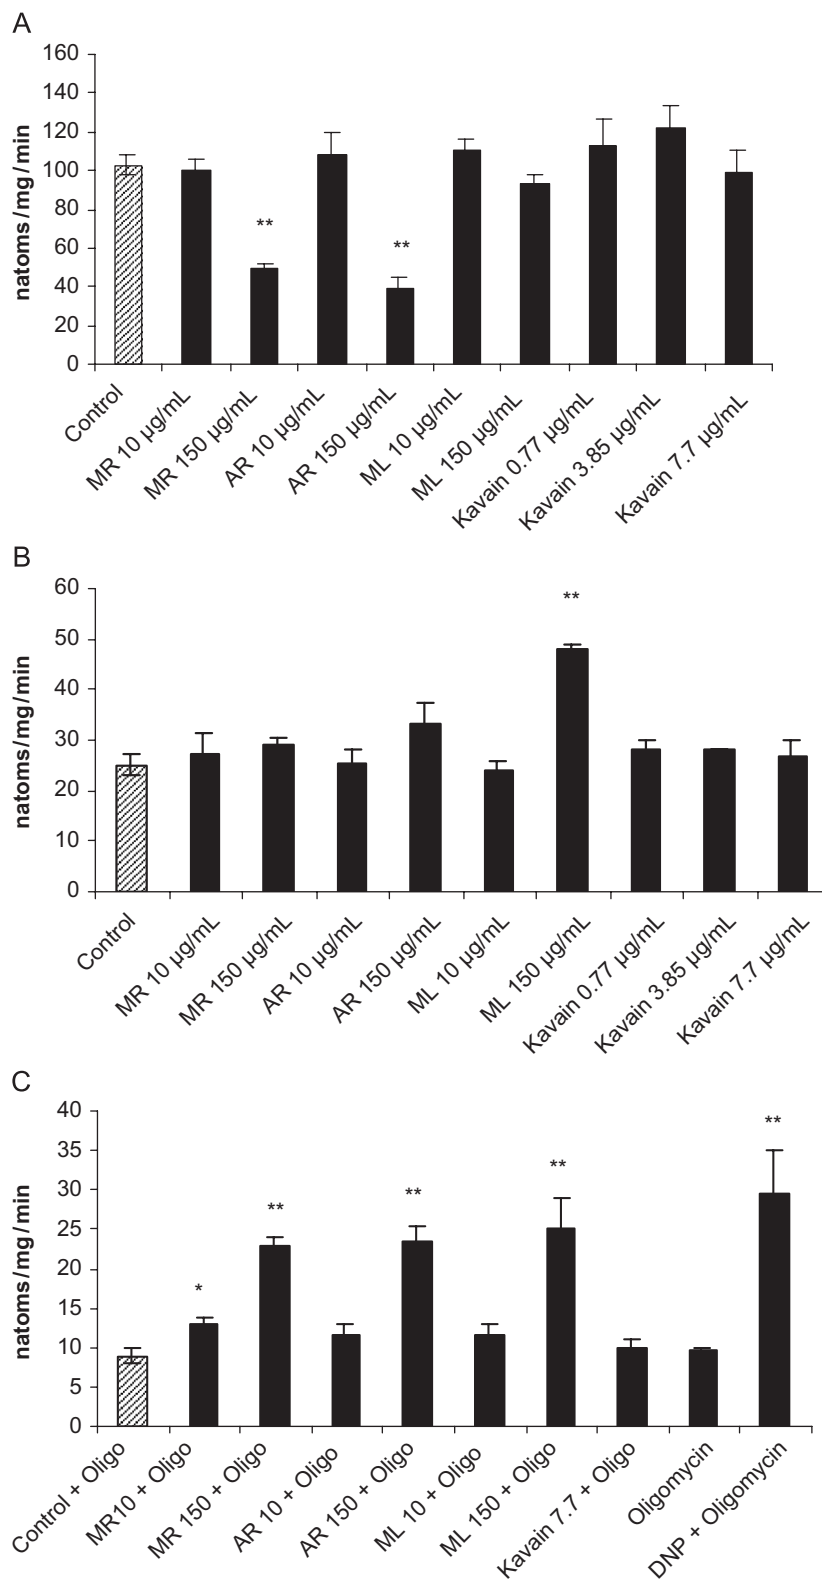 A
160
140
120
100
80
60
40
20
0
natoms/mg/min
**
**
Control
MR 10 µg/mL
MR 150 µg/mL
AR 10 µg/mL
AR 150 µg/mL
ML 10 µg/mL
ML 150 µg/mL
Kavain 0.77 µg/mL
Kavain 3.85 µg/mL
Kavain 7.7 µg/mL
B
60
50
40
30
20
10
0
natoms/mg/min
**
Control
MR 10 µg/mL
MR 150 µg/mL
AR 10 µg/mL
AR 150 µg/mL
ML 10 µg/mL
ML 150 µg/mL
Kavain 0.77 µg/mL
Kavain 3.85 µg/mL
Kavain 7.7 µg/mL
C
40
35
30
25
20
15
10
5
0
natoms/mg/min
*
**
**
**
**
Control + Oligo
MR10 + Oligo
MR 150 + Oligo
AR 10 + Oligo
AR 150 + Oligo
ML 10 + Oligo
ML 150 + Oligo
Kavain 7.7 + Oligo
Oligomycin
DNP + Oligomycin